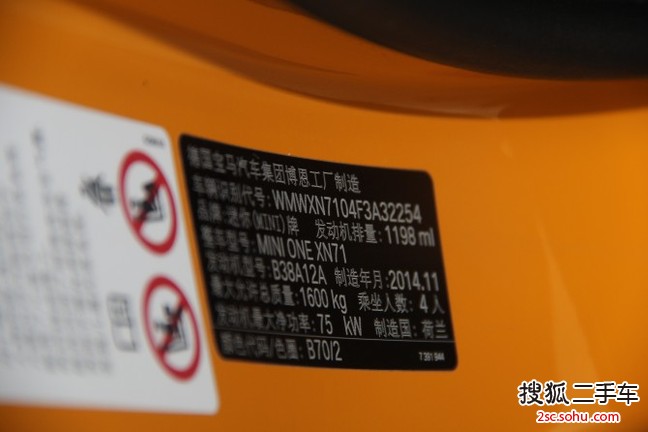 德国宝马汽车集团博恩工厂制造
车辆识别代号: WMWXN7104F3A32254
品牌: 迷你(MINI)牌 发动机排量: 1198 ml
整车型号: MINI ONE XN71
发动机型号: B38A12A 制造年月: 2014.11
最大允许总质量: 1600 kg 乘坐人数: 4人
发动机最大净功率: 75 kW 制造国: 荷兰
颜色代码/色圈: B70/2 7 391 944
搜狐 二手车
2sc.sohu.com